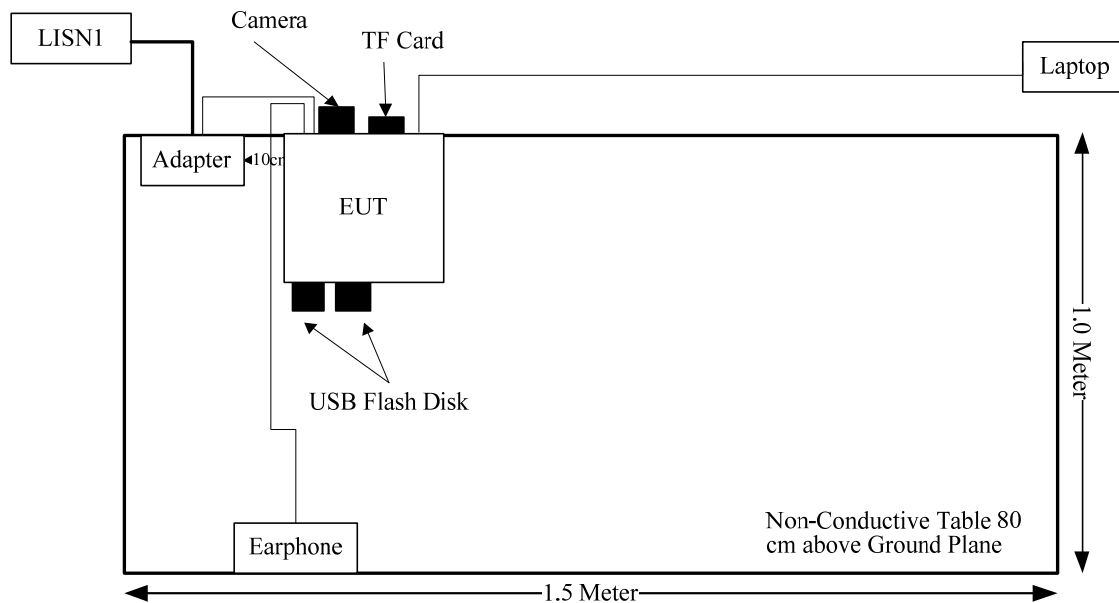 Camera
LISN1
TF Card
Laptop
Adapter
10cm
EUT
1.0 Meter
USB Flash Disk
Non-Conductive Table 80
cm above Ground Plane
Earphone
1.5 Meter